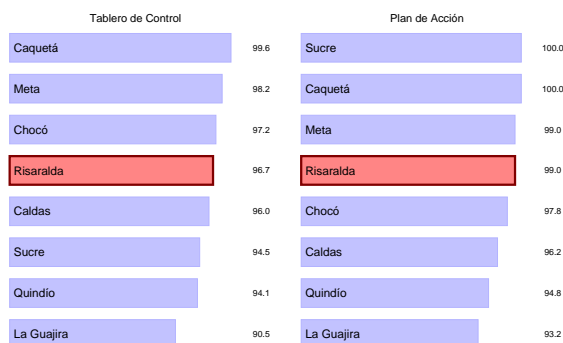 Tablero de Control
Caquetá 99.6
Meta 98.2
Chocó 97.2
Risaralda 96.7
Caldas 96.0
Sucre 94.5
Quindío 94.1
La Guajira 90.5
Plan de Acción
Sucre 100.0
Caquetá 100.0
Meta 99.0
Risaralda 99.0
Chocó 97.8
Caldas 96.2
Quindío 94.8
La Guajira 93.2